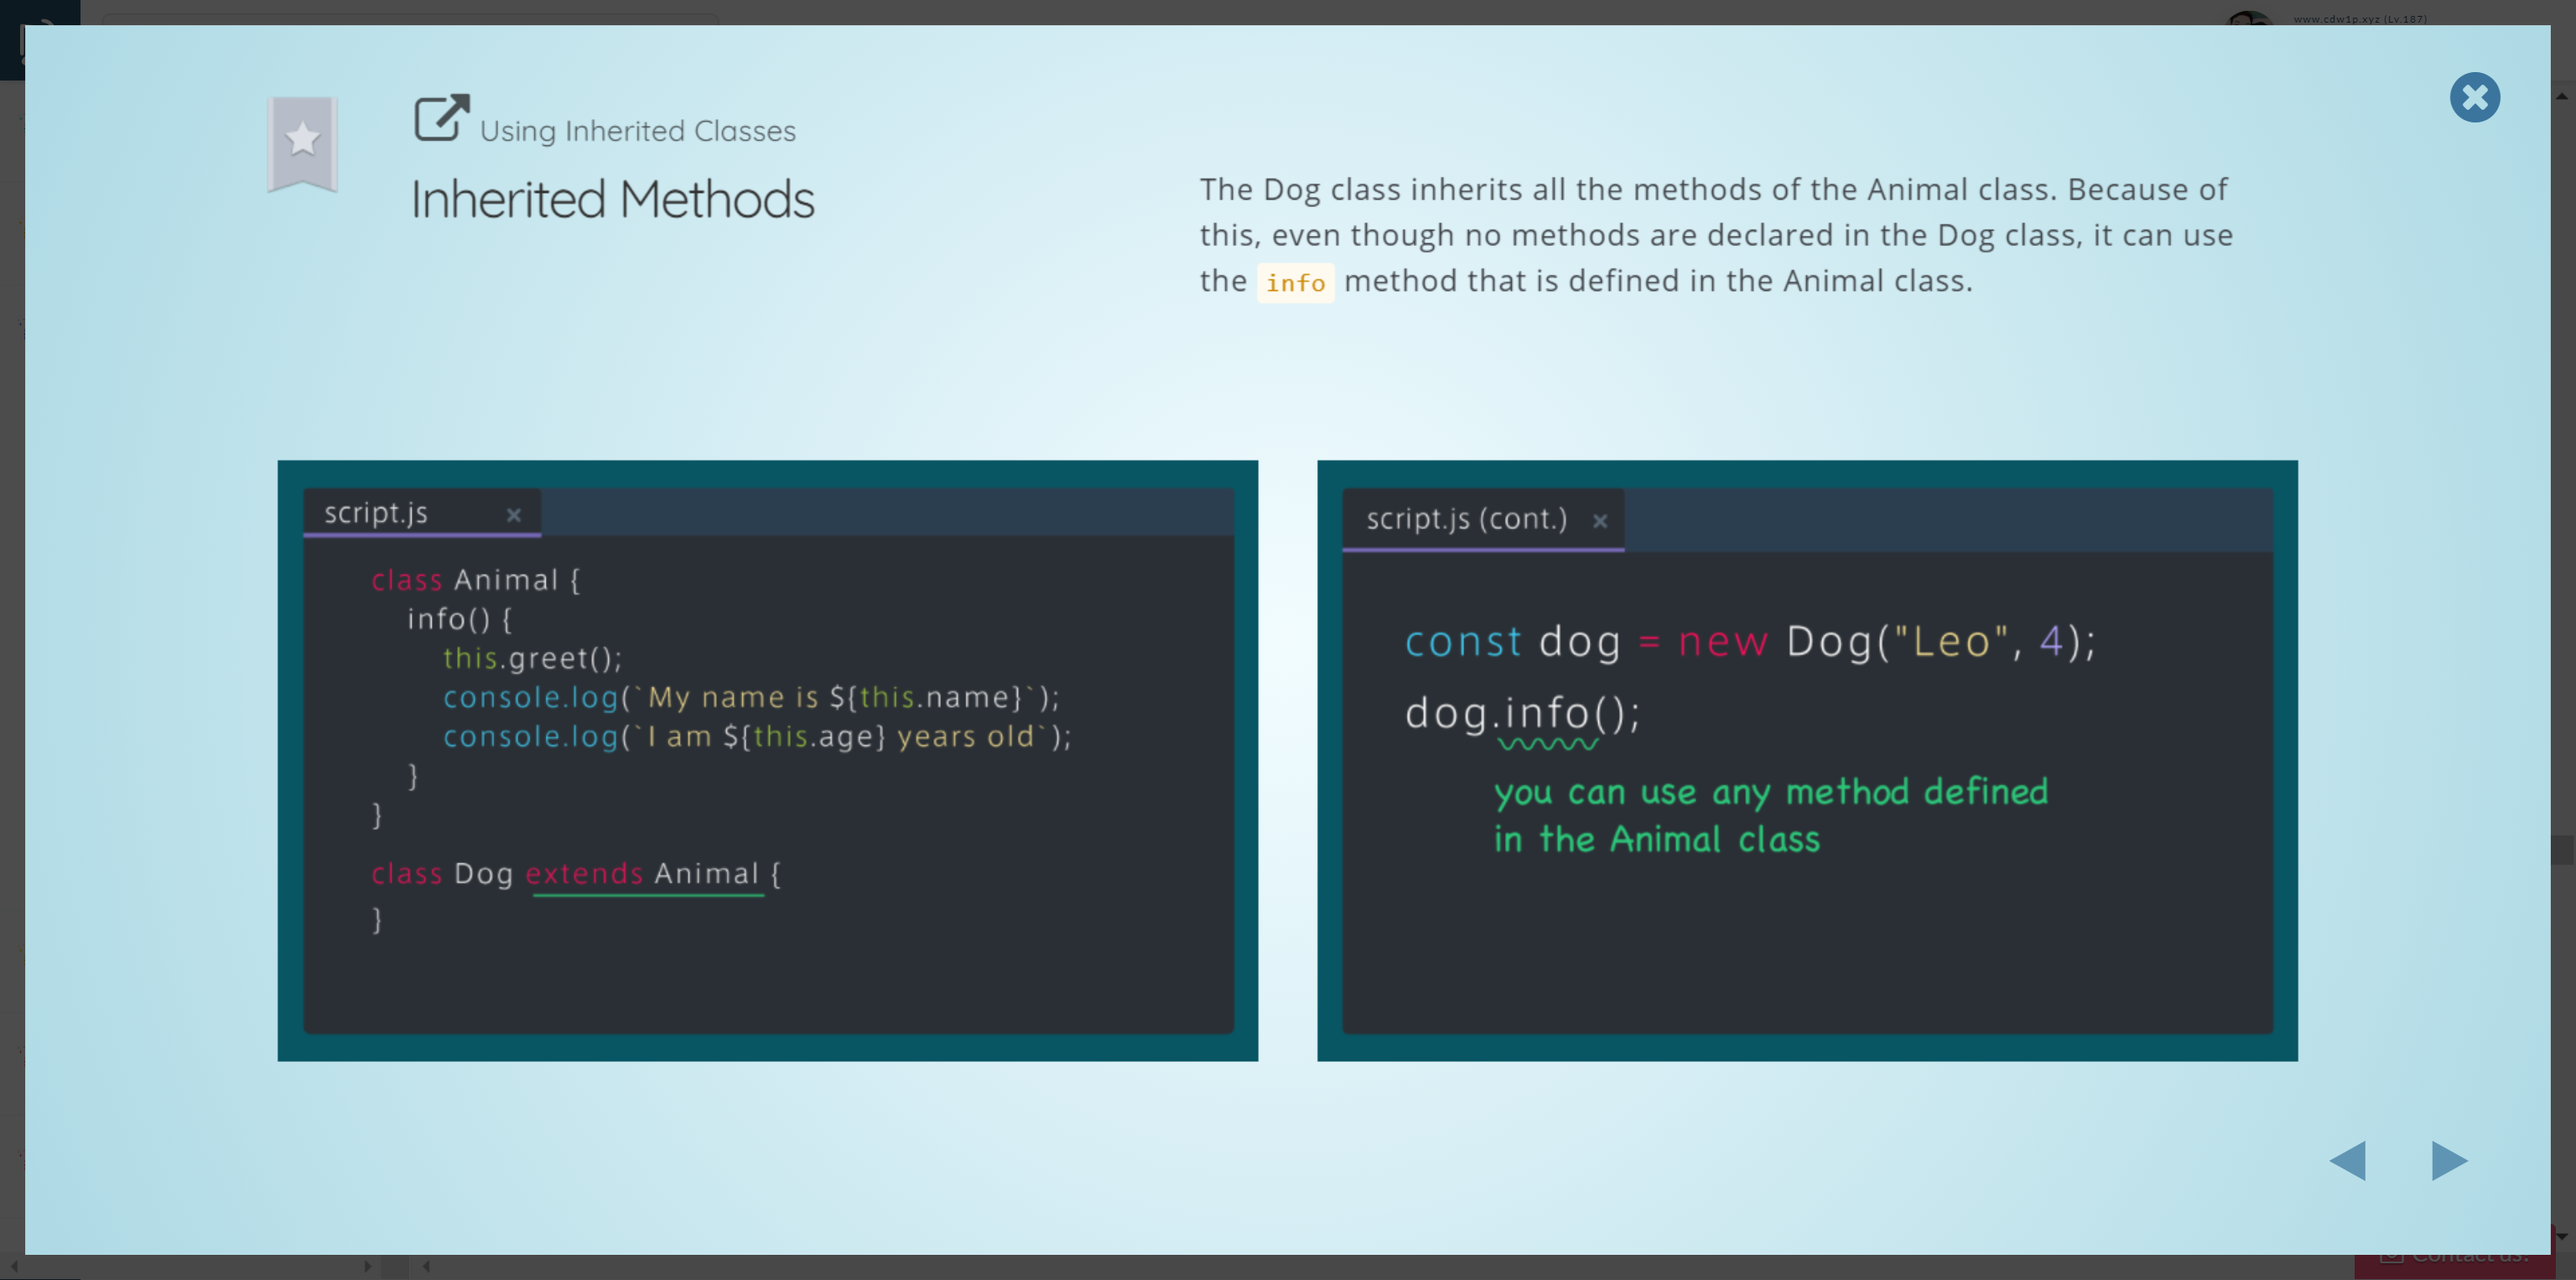 www.cdw1p.xyz (Lv.187)
Using Inherited Classes
Inherited Methods
The Dog class inherits all the methods of the Animal class. Because of
this, even though no methods are declared in the Dog class, it can use
the info method that is defined in the Animal class.
script.js
class Animal {
info() {
this.greet();
console.log(`My name is ${this.name}`);
console.log(`I am ${this.age} years old`);
}
}
class Dog extends Animal {
}
script.js (cont.)
const dog = new Dog("Leo", 4);
dog.info();
you can use any method defined
in the Animal class
Contact us!